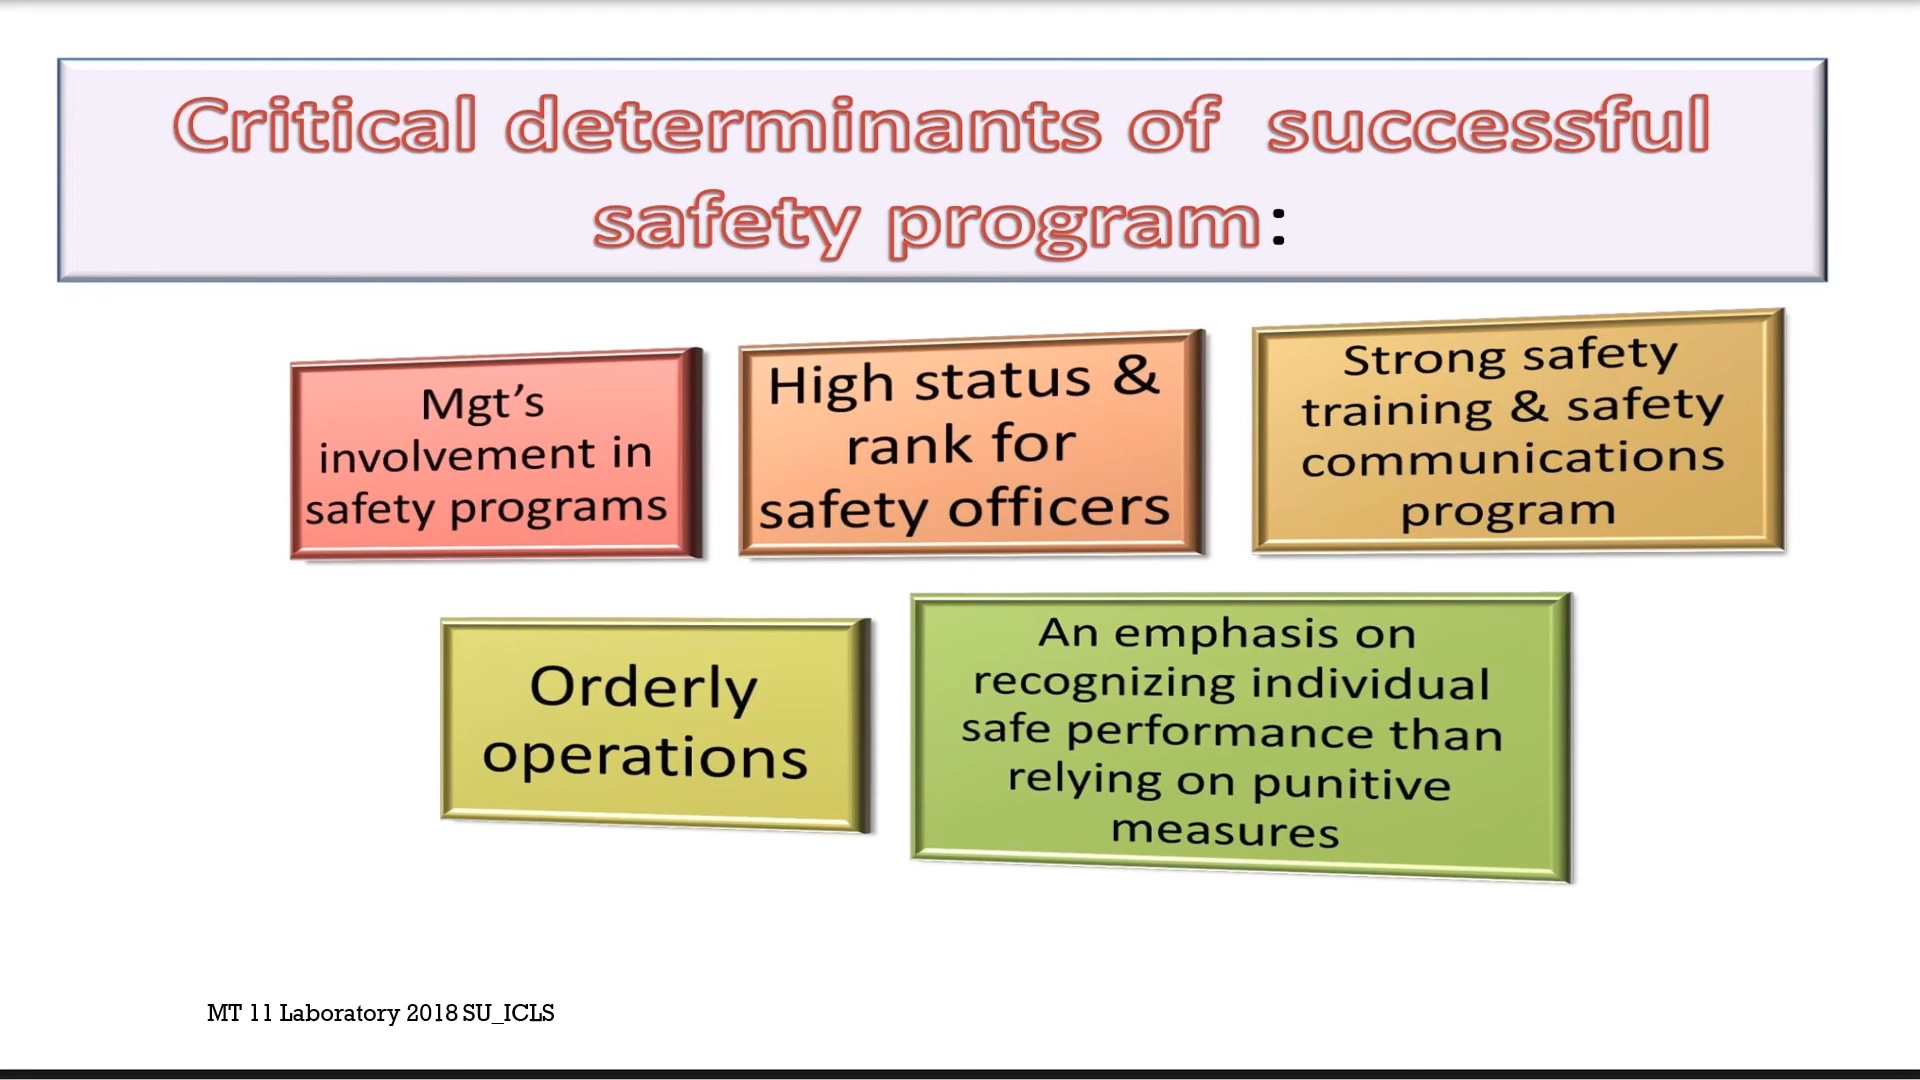 Critical determinants of successful
safety program:
Mgt’s
involvement in
safety programs
High status &
rank for
safety officers
Strong safety
training & safety
communications
program
Orderly
operations
An emphasis on
recognizing individual
safe performance than
relying on punitive
measures
MT 11 Laboratory 2018 SU_ICLS